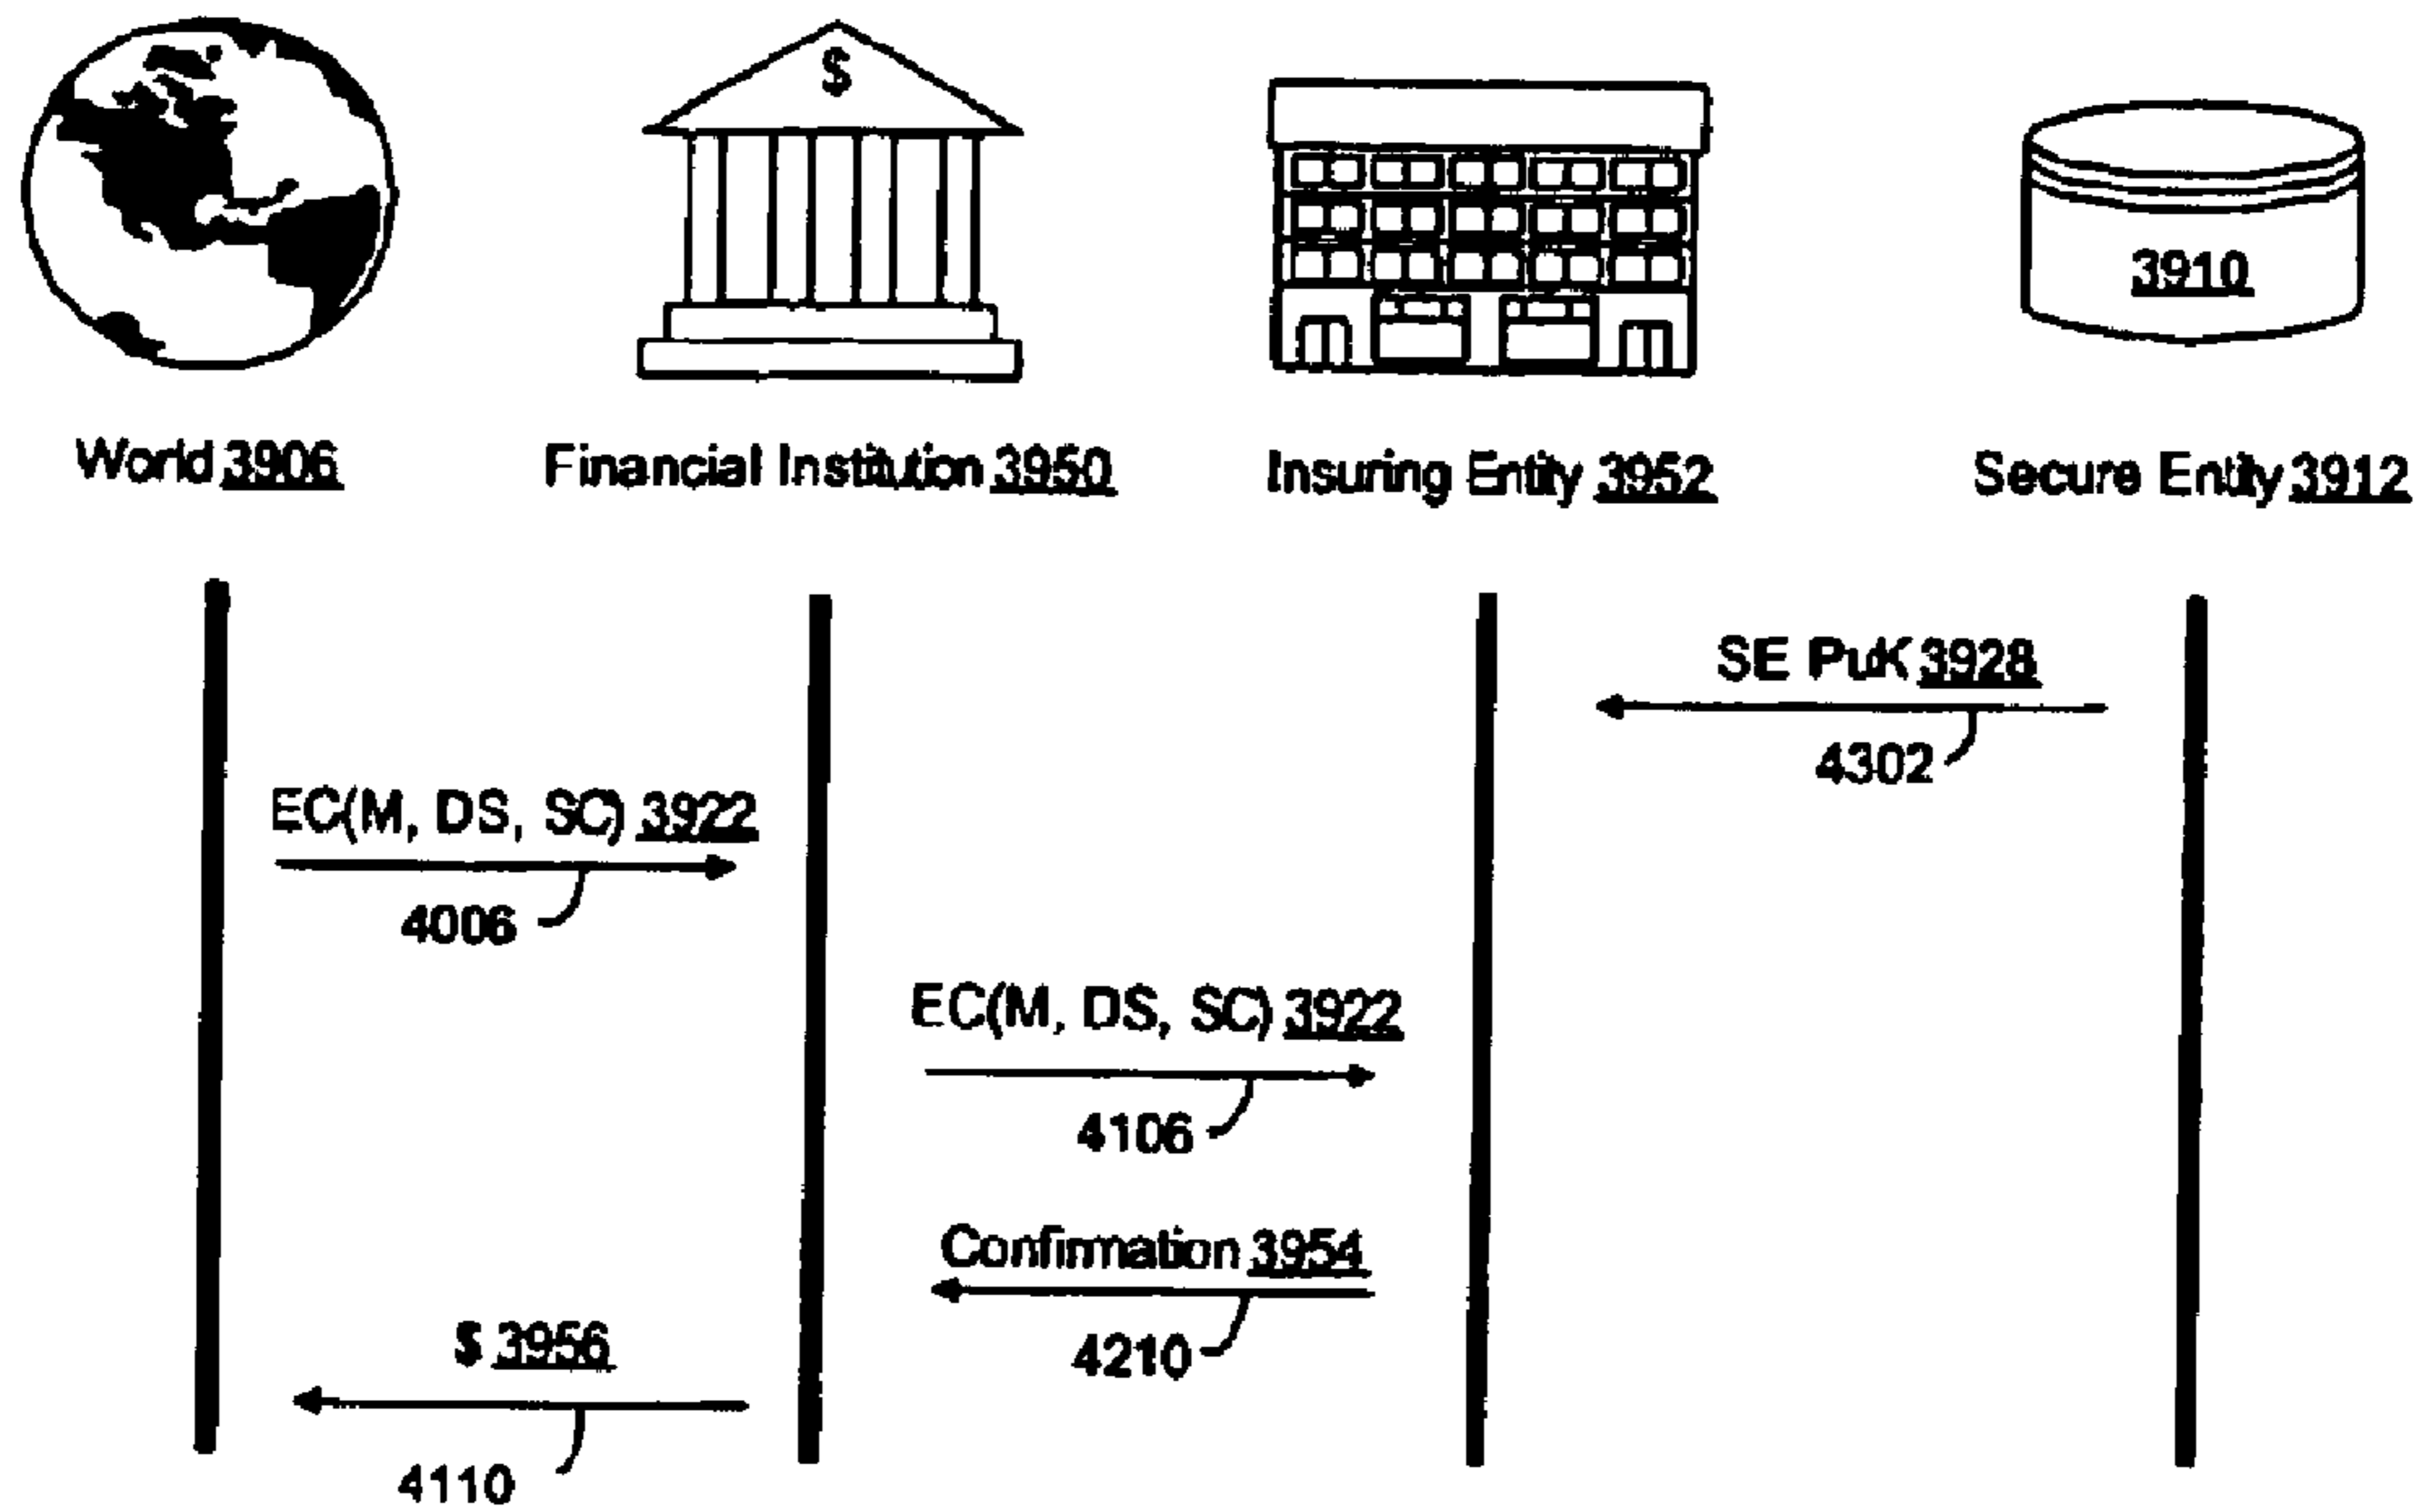 $
3910
World 3906
Financial Institution 3950
Insuring Entity 3952
Secure Entity 3912
SE PuK 3928
4302
EC(M, DS, SC) 3922
4006
EC(M, DS, SC) 3922
4106
Confirmation 3954
4210
$ 3956
4110